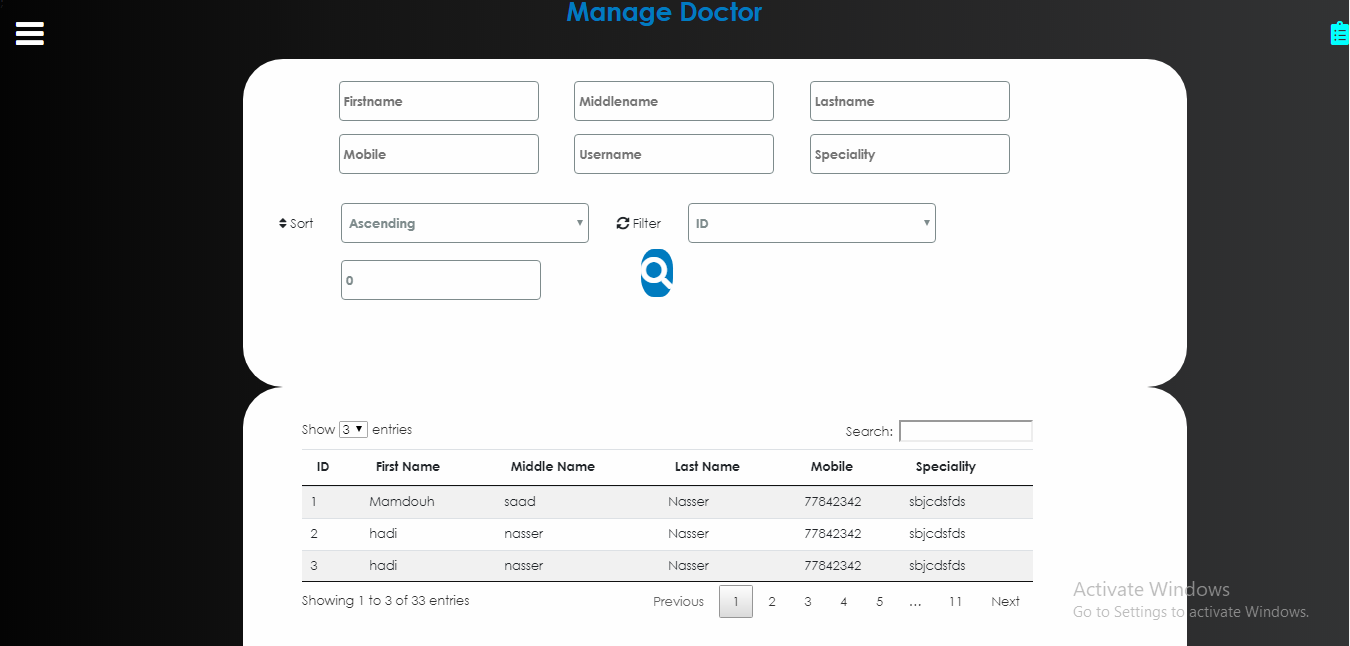 Manage Doctor
Firstname Middlename Lastname
Mobile Username Speciality
Sort Ascending Filter ID
0
Show 3 entries Search:
ID First Name Middle Name Last Name Mobile Speciality
1 Mamdouh saad Nasser 77842342 sbjcdsfds
2 hadi nasser Nasser 77842342 sbjcdsfds
3 hadi nasser Nasser 77842342 sbjcdsfds
Showing 1 to 3 of 33 entries Previous 1 2 3 4 5 ... 11 Next
Activate Windows
Go to Settings to activate Windows.